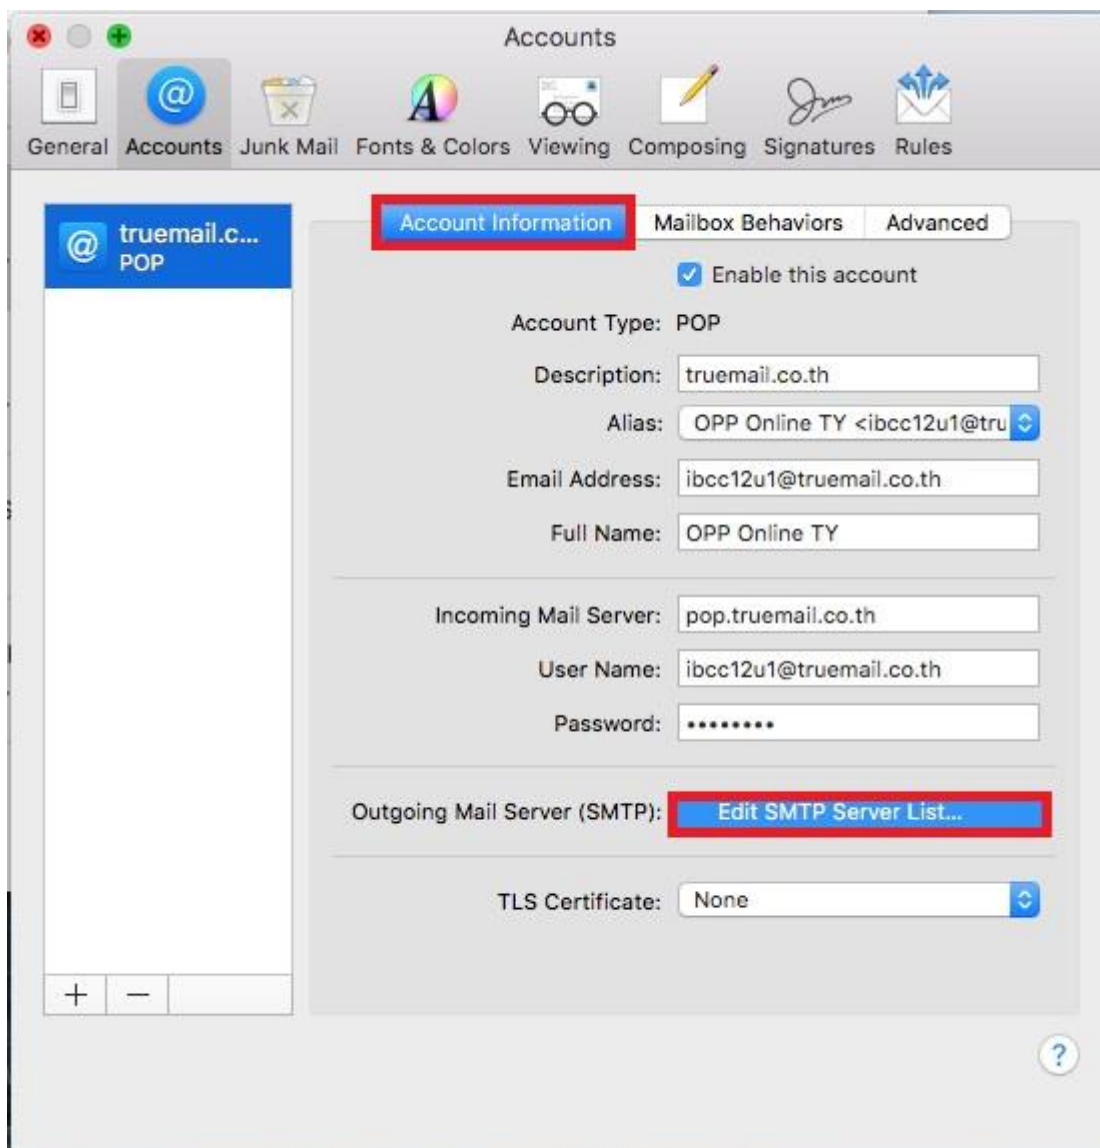 Accounts
General Accounts Junk Mail Fonts & Colors Viewing Composing Signatures Rules
truemail.c...
POP
Account Information Mailbox Behaviors Advanced
Enable this account
Account Type: POP
Description: truemail.co.th
Alias: OPP Online TY <ibcc12u1@tru
Email Address: ibcc12u1@truemail.co.th
Full Name: OPP Online TY
Incoming Mail Server: pop.truemail.co.th
User Name: ibcc12u1@truemail.co.th
Password: ••••••••
Outgoing Mail Server (SMTP): Edit SMTP Server List...
TLS Certificate: None